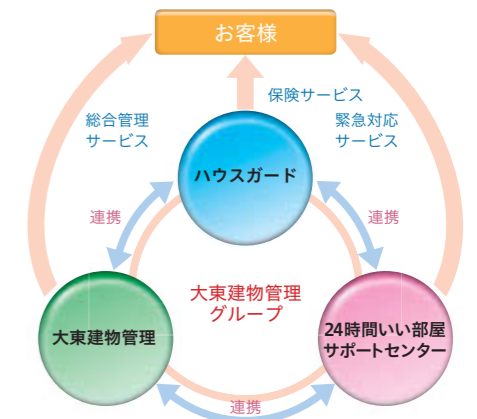 お客様
保険サービス
総合管理
サービス
緊急対応
サービス
ハウスガード
連携
連携
大東建物管理
グループ
大東建物管理
24時間いい部屋
サポートセンター
連携